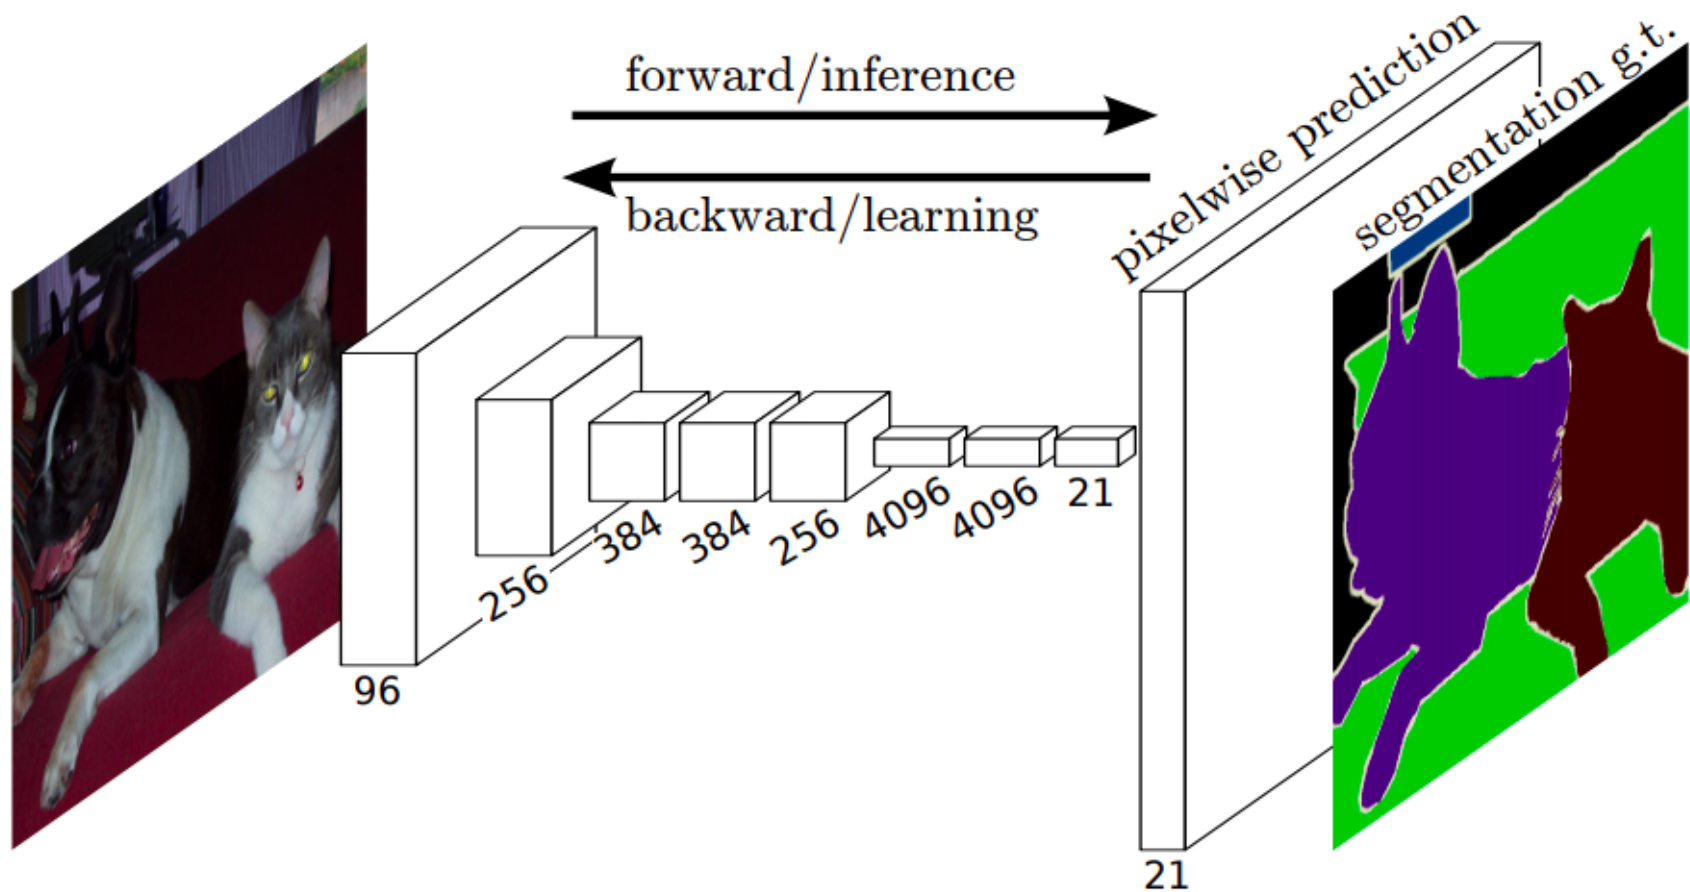 forward/inference
backward/learning
pixelwise prediction
segmentation g.t.
96
256
384
384
256
4096
4096
21
21